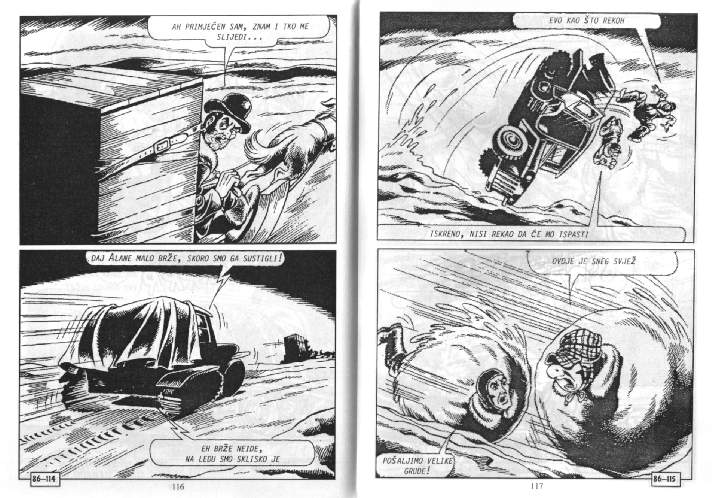 AH PRIMJEĆEN SAM, ZNAM I TKO ME
SLIJEDI...
DAJ ALANE MALO BRŽE, SKORO SMO GA SUSTIGLI!
EH BRŽE NEIDE,
NA LEDU SMO SKLISKO JE
86-114
116
EVO KAO ŠTO REKOH
ISKRENO, NISI REKAO DA ĆE MO ISPASTI
OVDJE JE SNEG SVJEŽ
POŠALJIMO VELIKE
GRUDE!
117
86-115